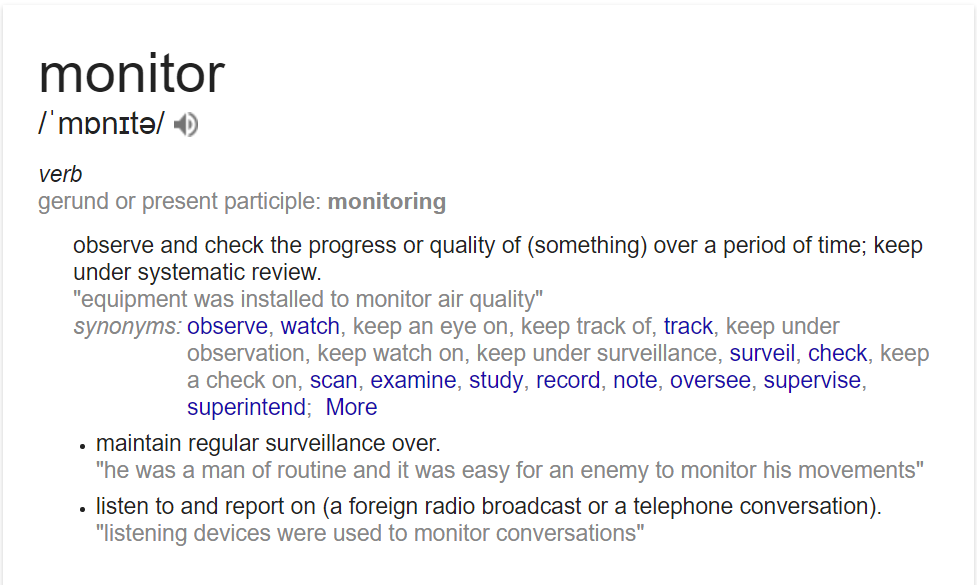 monitor
/ˈmɒnɪtə/
verb
gerund or present participle: monitoring
observe and check the progress or quality of (something) over a period of time; keep
under systematic review.
"equipment was installed to monitor air quality"
synonyms: observe, watch, keep an eye on, keep track of, track, keep under
observation, keep watch on, keep under surveillance, surveil, check, keep
a check on, scan, examine, study, record, note, oversee, supervise,
superintend; More
• maintain regular surveillance over.
"he was a man of routine and it was easy for an enemy to monitor his movements"
• listen to and report on (a foreign radio broadcast or a telephone conversation).
"listening devices were used to monitor conversations"